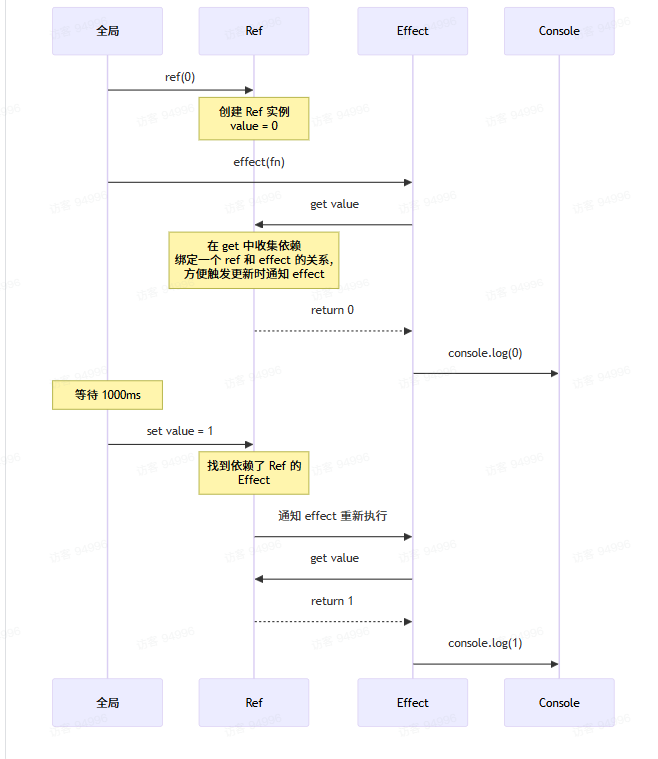 全局
Ref
Effect
Console
ref(0)
创建 Ref 实例
value = 0
effect(fn)
get value
在 get 中收集依赖
绑定一个 ref 和 effect 的关系，
方便触发更新时通知 effect
return 0
console.log(0)
等待 1000ms
set value = 1
找到依赖了 Ref 的
Effect
通知 effect 重新执行
get value
return 1
console.log(1)
全局
Ref
Effect
Console
访客 94996